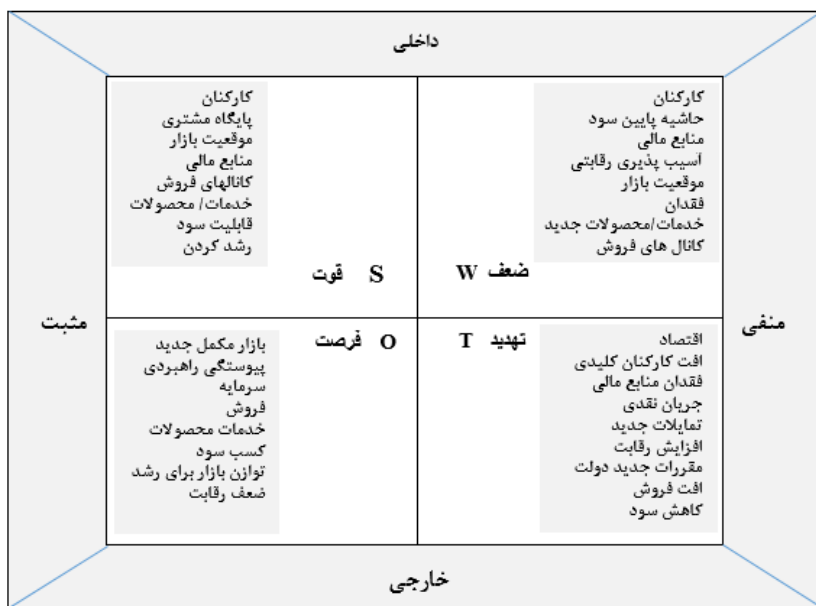 داخلی
کارکنان
حاشیه پایین سود
منابع مالی
آسیب پذیری رقابتی
موقعیت بازار
فقدان
خدمات/محصولات جدید
کانال های فروش
ضعف W
کارکنان
پایگاه مشتری
موقعیت بازار
منابع مالی
کانالهای فروش
خدمات/ محصولات
قابلیت سود
رشد کردن
S قوت
منفی
مثبت
اقتصاد
افت کارکنان کلیدی
فقدان منابع مالی
جریان نقدی
تمایلات جدید
افزایش رقابت
مقررات جدید دولت
افت فروش
کاهش سود
تهدید T
بازار مکمل جدید
پیوستگی راهبردی
سرمایه
فروش
خدمات محصولات
کسب سود
توازن بازار برای رشد
ضعف رقابت
O فرصت
خارجی